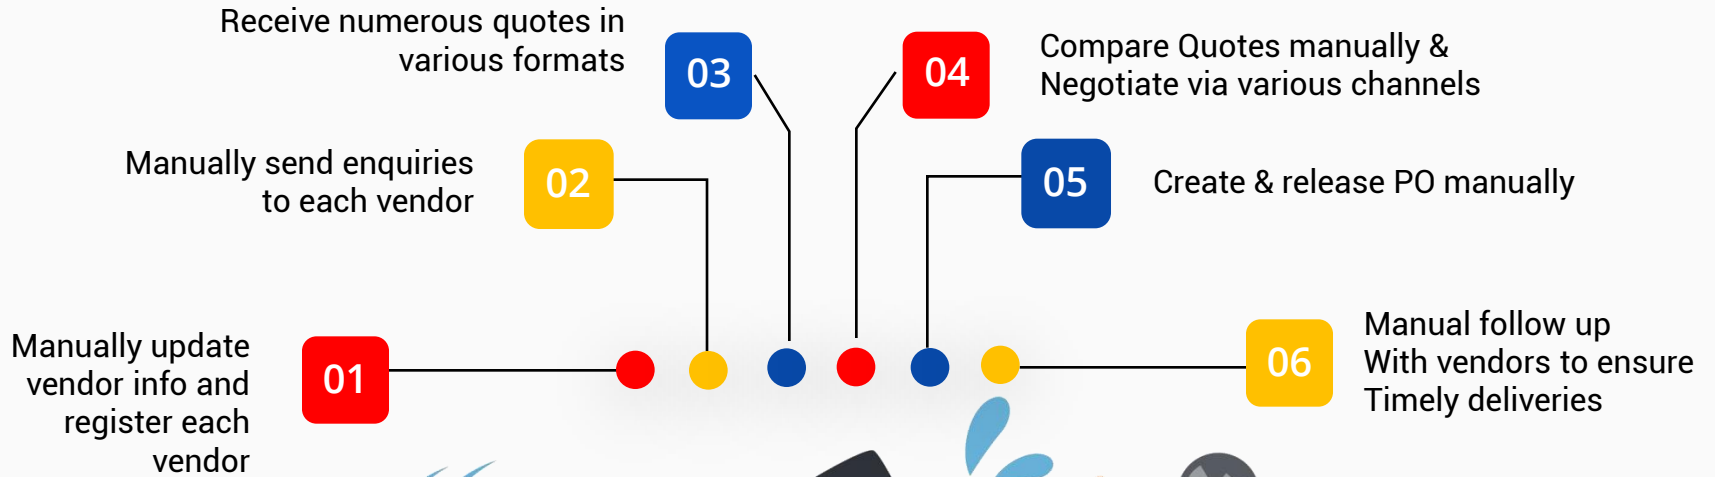 01
Manually update
vendor info and
register each
vendor
02
Manually send enquiries
to each vendor
03
Receive numerous quotes in
various formats
04
Compare Quotes manually &
Negotiate via various channels
05
Create & release PO manually
06
Manual follow up
With vendors to ensure
Timely deliveries